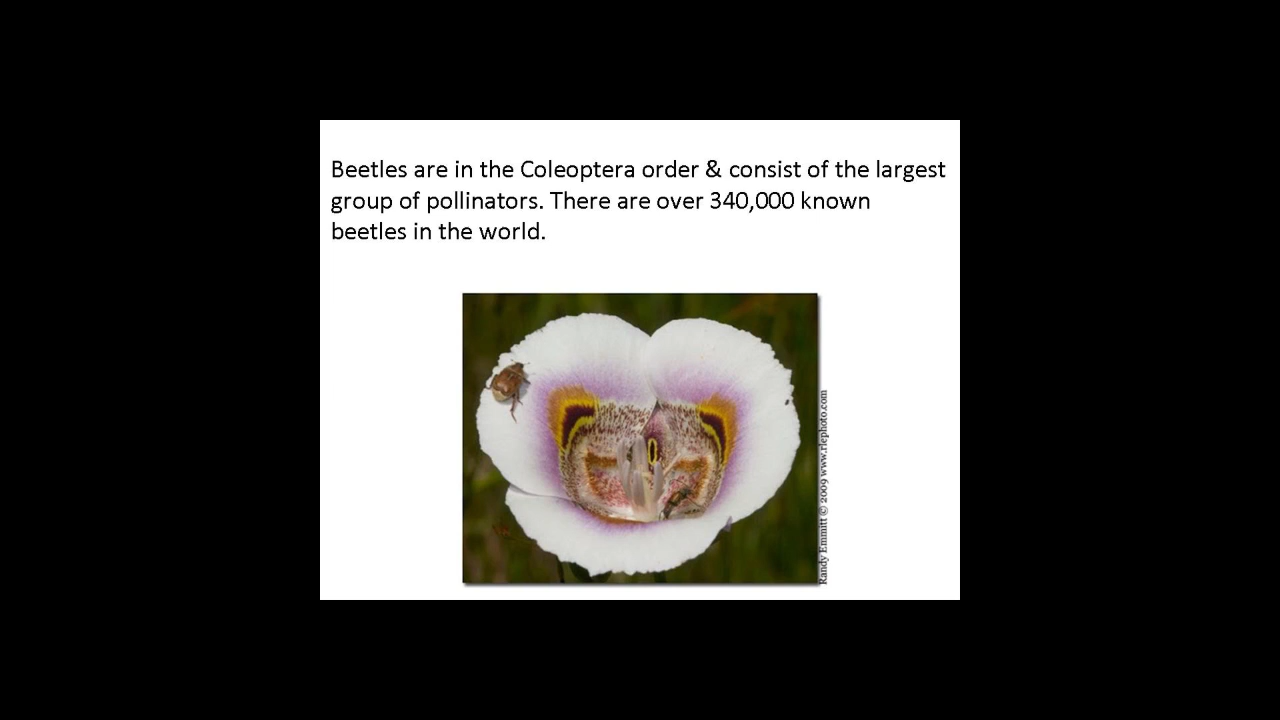 Beetles are in the Coleoptera order & consist of the largest
group of pollinators. There are over 340,000 known
beetles in the world.
Randy Emmitt © 2009 www.rlephoto.com